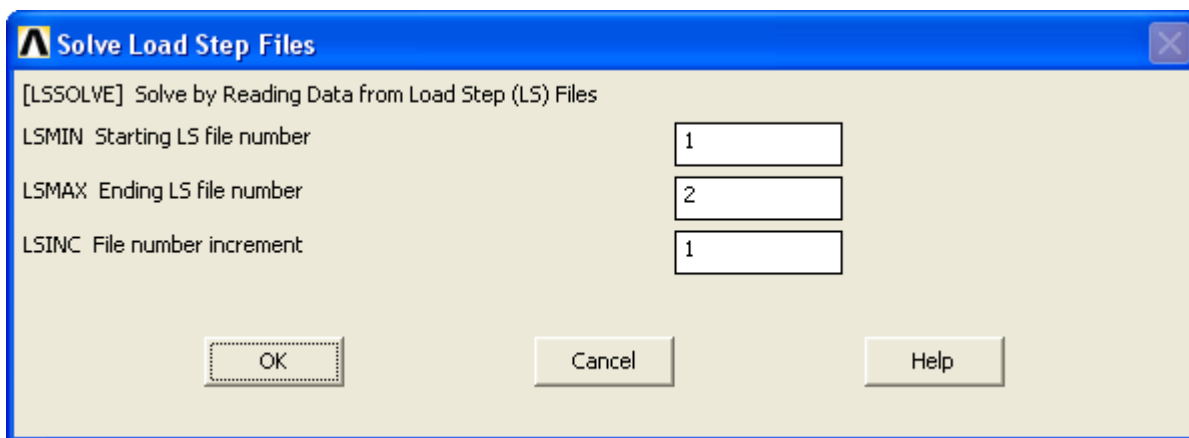 Solve Load Step Files
[LSSOLVE] Solve by Reading Data from Load Step (LS) Files
LSMIN Starting LS file number 1
LSMAX Ending LS file number 2
LSINC File number increment 1
OK Cancel Help